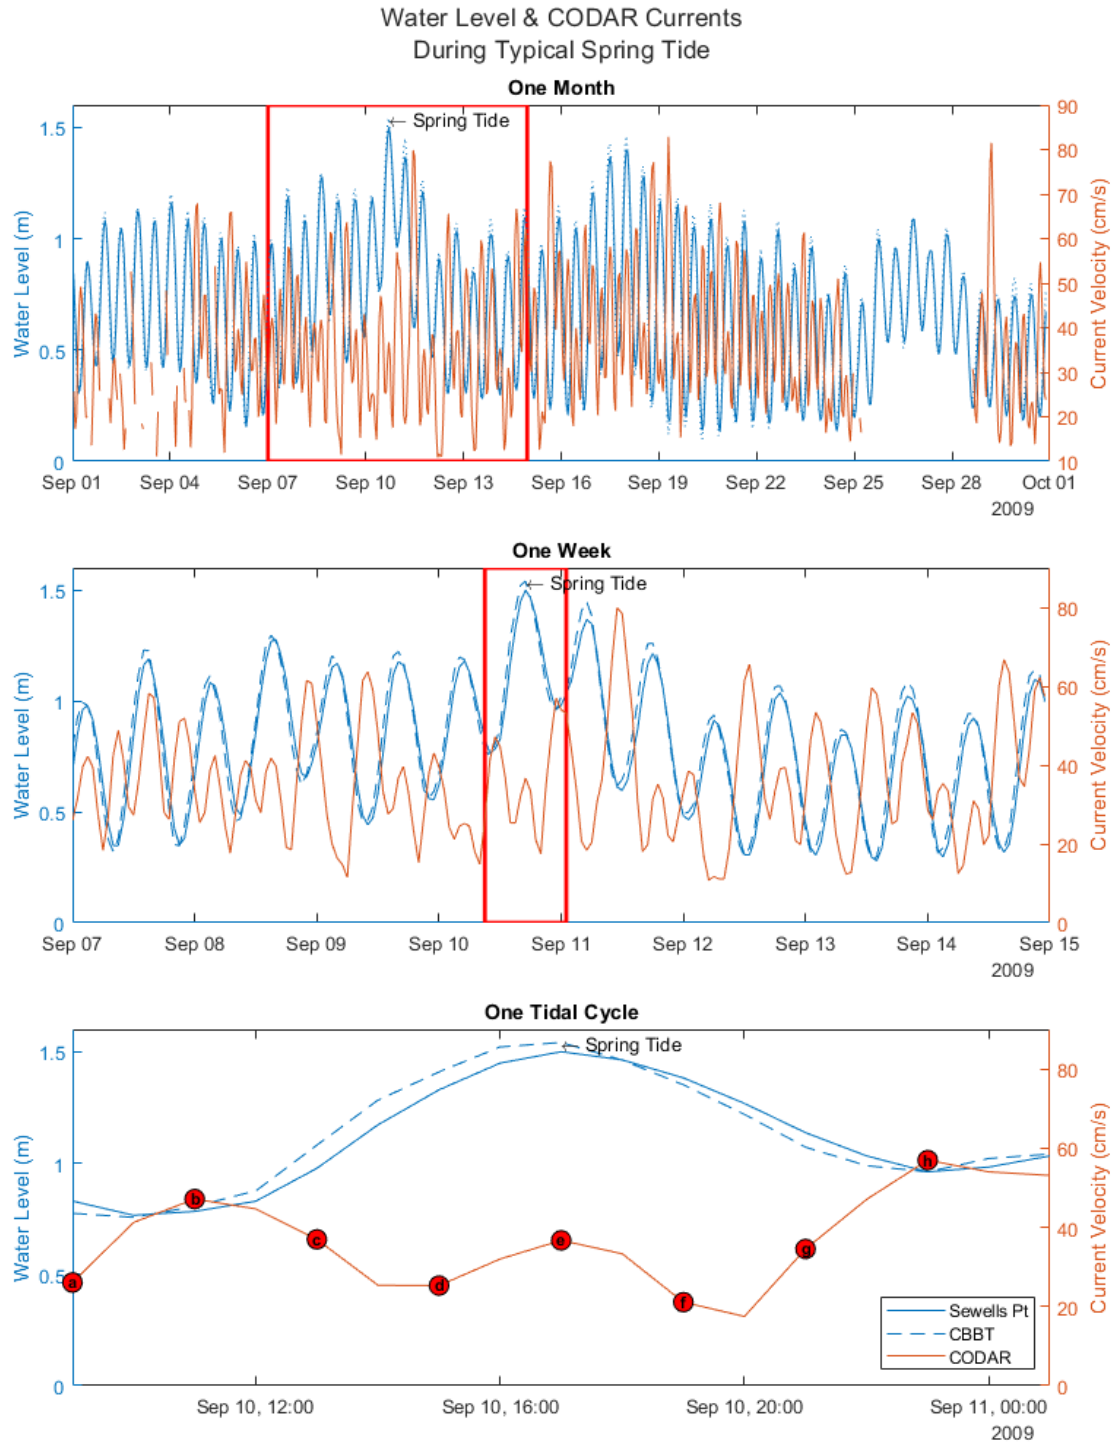 Water Level & CODAR Currents
During Typical Spring Tide
One Month
← Spring Tide
Water Level (m)
1.5
1
0.5
0
90
80
70
60
50
40
30
20
10
Current Velocity (cm/s)
Sep 01 Sep 04 Sep 07 Sep 10 Sep 13 Sep 16 Sep 19 Sep 22 Sep 25 Sep 28 Oct 01
2009
One Week
← Spring Tide
Water Level (m)
1.5
1
0.5
0
80
60
40
20
0
Current Velocity (cm/s)
Sep 07 Sep 08 Sep 09 Sep 10 Sep 11 Sep 12 Sep 13 Sep 14 Sep 15
2009
One Tidal Cycle
← Spring Tide
Water Level (m)
1.5
1
0.5
0
80
60
40
20
0
Current Velocity (cm/s)
a
b
c
d
e
f
g
h
Sewells Pt
CBBT
CODAR
Sep 10, 12:00 Sep 10, 16:00 Sep 10, 20:00 Sep 11, 00:00
2009